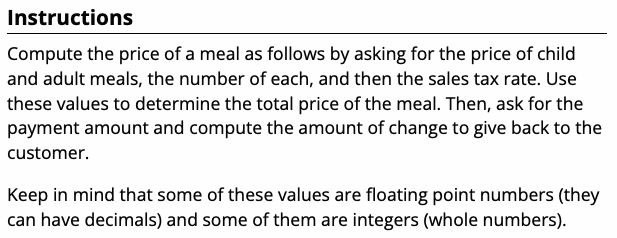 Instructions
Compute the price of a meal as follows by asking for the price of child
and adult meals, the number of each, and then the sales tax rate. Use
these values to determine the total price of the meal. Then, ask for the
payment amount and compute the amount of change to give back to the
customer.
Keep in mind that some of these values are floating point numbers (they
can have decimals) and some of them are integers (whole numbers).